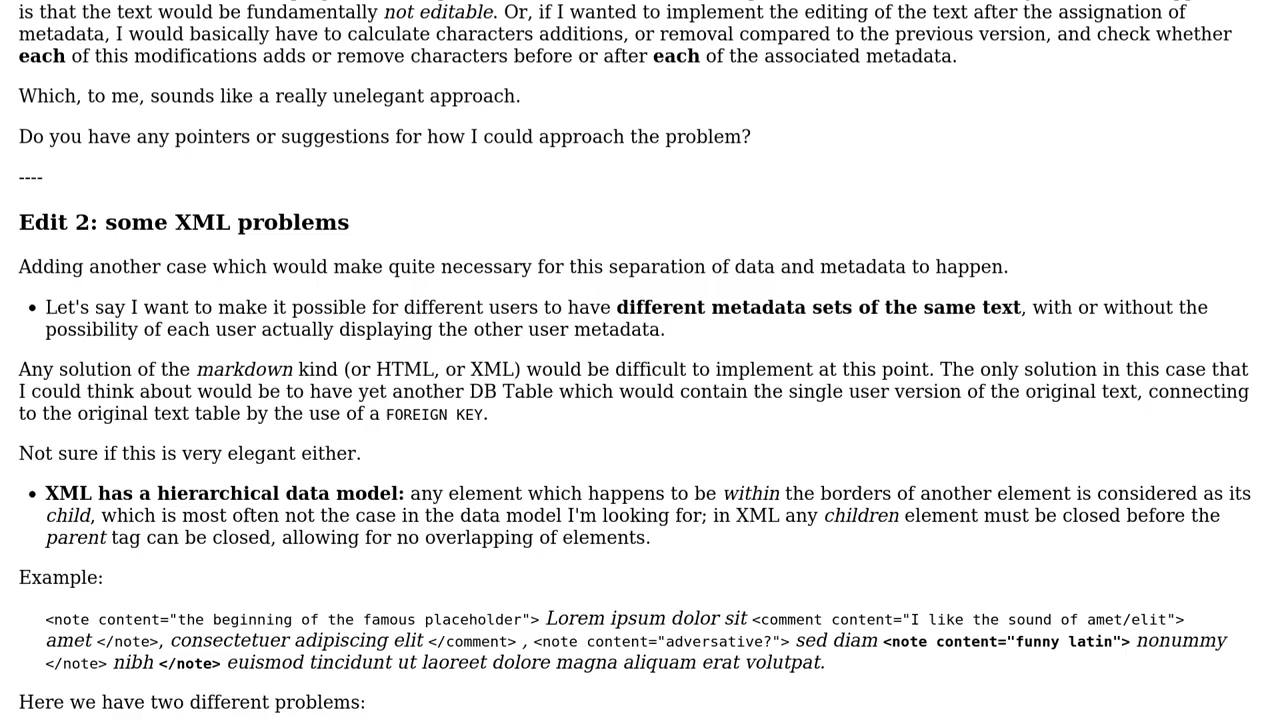 is that the text would be fundamentally not editable. Or, if I wanted to implement the editing of the text after the assignation of
metadata, I would basically have to calculate characters additions, or removal compared to the previous version, and check whether
each of this modifications adds or remove characters before or after each of the associated metadata.
Which, to me, sounds like a really unelegant approach.
Do you have any pointers or suggestions for how I could approach the problem?
----
Edit 2: some XML problems
Adding another case which would make quite necessary for this separation of data and metadata to happen.
• Let's say I want to make it possible for different users to have different metadata sets of the same text, with or without the
possibility of each user actually displaying the other user metadata.
Any solution of the markdown kind (or HTML, or XML) would be difficult to implement at this point. The only solution in this case that
I could think about would be to have yet another DB Table which would contain the single user version of the original text, connecting
to the original text table by the use of a FOREIGN KEY.
Not sure if this is very elegant either.
• XML has a hierarchical data model: any element which happens to be within the borders of another element is considered as its
child, which is most often not the case in the data model I'm looking for; in XML any children element must be closed before the
parent tag can be closed, allowing for no overlapping of elements.
Example:
<note content="the beginning of the famous placeholder"> Lorem ipsum dolor sit <comment content="I like the sound of amet/elit">
amet </note>, consectetuer adipiscing elit </comment> , <note content="adversative?"> sed diam <note content="funny latin"> nonummy
</note> nibh </note> euismod tincidunt ut laoreet dolore magna aliquam erat volutpat.
Here we have two different problems: